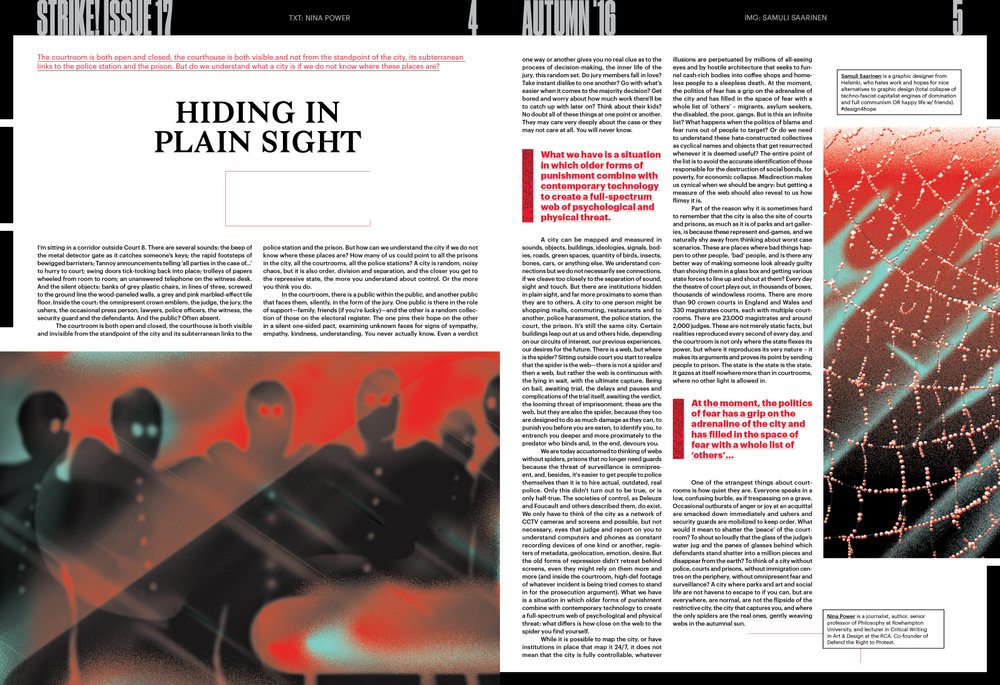 STRIKE! ISSUE 17
TXT: NINA POWER
4
AUTUMN '16
IMG: SAMULI SAARINEN
5
The courtroom is both open and closed, the courthouse is both visible and not from the standpoint of the city, its subterranean
links to the police station and the prison. But do we understand what a city is if we do not know where these places are?
HIDING IN
PLAIN SIGHT
I'm sitting in a corridor outside Court 8. There are several sounds: the beep of
the metal detector gate as it catches someone's keys; the rapid footsteps of
bewigged barristers; Tannoy announcements telling 'all parties in the case of...'
to hurry to court; swing doors tick-tocking back into place; trolleys of papers
wheeled from room to room; an unanswered telephone on the witness desk.
And the silent objects: banks of grey plastic chairs, in lines of three, screwed
to the ground line the wood-paneled walls, a grey and pink marbled-effect tile
floor. Inside the court: the omnipresent crown emblem, the judge, the jury, the
ushers, the occasional press person, lawyers, police officers, the witness, the
security guard and the defendants. And the public? Often absent.
The courtroom is both open and closed, the courthouse is both visible
and invisible from the standpoint of the city, its subterranean links to the
police station and the prison. But how can we understand the city if we do not
know where these places are? How many of us could point to all the prisons
in the city, all the courtrooms, all the police stations? A city is random, noisy
chaos, but it is also order, division and separation, and the closer you get to
the repressive state, the more you understand about control. Or the more
you think you do.
In the courtroom, there is a public within the public, and another public
that faces them, silently, in the form of the jury. One public is there in the role
of support—family, friends (if you're lucky)—and the other is a random collec-
tion of those on the electoral register. The one pins their hope on the other
in a silent one-sided pact, examining unknown faces for signs of sympathy,
empathy, kindness, understanding. You never actually know. Even a verdict
one way or another gives you no real clue as to the
process of decision-making, the inner life of the
jury, this random set. Do jury members fall in love?
Take instant dislike to one another? Go with what's
easier when it comes to the majority decision? Get
bored and worry about how much work there'll be
to catch up with later on? Think about their kids?
No doubt all of these things at one point or another.
They may care very deeply about the case or they
may not care at all. You will never know.
What we have is a situation
in which older forms of
punishment combine with
contemporary technology
to create a full-spectrum
web of psychological and
physical threat.
A city can be mapped and measured in
sounds, objects, buildings, ideologies, signals, bod-
ies, roads, green spaces, quantity of birds, insects,
bones, cars, or anything else. We understand con-
nections but we do not necessarily see connections,
if we cleave too closely to the separation of sound,
sight and touch. But there are institutions hidden
in plain sight, and far more proximate to some than
they are to others. A city to one person might be
shopping malls, commuting, restaurants and to
another, police harassment, the police station, the
court, the prison. It's still the same city. Certain
buildings leap out at us and others hide, depending
on our circuits of interest, our previous experiences,
our desires for the future. There is a web, but where
is the spider? Sitting outside court you start to realize
that the spider is the web—there is not a spider and
then a web, but rather the web is continuous with
the lying in wait, with the ultimate capture. Being
on bail, awaiting trial, the delays and pauses and
complications of the trial itself, awaiting the verdict,
the looming threat of imprisonment, these are the
web, but they are also the spider, because they too
are designed to do as much damage as they can, to
punish you before you are eaten, to identify you, to
entrench you deeper and more proximately to the
predator who binds and, in the end, devours you.
We are today accustomed to thinking of webs
without spiders, prisons that no longer need guards
because the threat of surveillance is omnipres-
ent, and, besides, it's easier to get people to police
themselves than it is to hire actual, outdated, real
police. Only this didn't turn out to be true, or is
only half-true. The societies of control, as Deleuze
and Foucault and others described them, do exist.
We only have to think of the city as a network of
CCTV cameras and screens and possible, but not
necessary, eyes that judge and report on you to
understand computers and phones as constant
recording devices of one kind or another, regis-
ters of metadata, geolocation, emotion, desire. But
the old forms of repression didn't retreat behind
screens, even they might rely on them more and
more (and inside the courtroom, high-def footage
of whatever incident is being tried comes to stand
in for the prosecution argument). What we have
is a situation in which older forms of punishment
combine with contemporary technology to create
a full-spectrum web of psychological and physical
threat; what differs is how close on the web to the
spider you find yourself.
While it is possible to map the city, or have
institutions in place that map it 24/7, it does not
mean that the city is fully controllable, whatever
illusions are perpetuated by millions of all-seeing
eyes and by hostile architecture that seeks to fun-
nel cash-rich bodies into coffee shops and home-
less people to a sleepless death. At the moment,
the politics of fear has a grip on the adrenaline of
the city and has filled in the space of fear with a
whole list of 'others' – migrants, asylum seekers,
the disabled, the poor, gangs. But is this an infinite
list? What happens when the politics of blame and
fear runs out of people to target? Or do we need
to understand these hate-constructed collectives
as cyclical names and objects that get resurrected
whenever it is deemed useful? The entire point of
the list is to avoid the accurate identification of those
responsible for the destruction of social bonds, for
poverty, for economic collapse. Misdirection makes
us cynical when we should be angry: but getting a
measure of the web should also reveal to us how
flimsy it is.
Part of the reason why it is sometimes hard
to remember that the city is also the site of courts
and prisons, as much as it is of parks and art galler-
ies, is because these represent end-games, and we
naturally shy away from thinking about worst case
scenarios. These are places where bad things hap-
pen to other people, 'bad' people, and is there any
better way of making someone look already guilty
than shoving them in a glass box and getting various
state forces to line up and shout at them? Every day
the theatre of court plays out, in thousands of boxes,
thousands of windowless rooms. There are more
than 90 crown courts in England and Wales and
330 magistrates courts, each with multiple court-
rooms. There are 23,000 magistrates and around
2,000 judges. These are not merely static facts, but
realities reproduced every second of every day, and
the courtroom is not only where the state flexes its
power, but where it reproduces its very nature – it
makes its arguments and proves its point by sending
people to prison. The state is the state is the state.
It gazes at itself nowhere more than in courtrooms,
where no other light is allowed in.
At the moment, the politics
of fear has a grip on the
adrenaline of the city and
has filled in the space of
fear with a whole list of
'others'...
One of the strangest things about court-
rooms is how quiet they are. Everyone speaks in a
low, confusing burble, as if trespassing on a grave.
Occasional outbursts of anger or joy at an acquittal
are smacked down immediately and ushers and
security guards are mobilized to keep order. What
would it mean to shatter the 'peace' of the court-
room? To shout so loudly that the glass of the judge's
water jug and the panes of glasses behind which
defendants stand shatter into a million pieces and
disappear from the earth? To think of a city without
police, courts and prisons, without immigration cen-
tres on the periphery, without omnipresent fear and
surveillance? A city where parks and art and social
life are not havens to escape to if you can, but are
everywhere, are normal, are not the flipside of the
restrictive city, the city that captures you, and where
the only spiders are the real ones, gently weaving
webs in the autumnal sun.
Samuli Saarinen is a graphic designer from
Helsinki, who hates work and hopes for nice
alternatives to graphic design (total collapse of
techno-fascist-capitalist engines of domination
and full communism OR happy life w/ friends).
#design4hope
Nina Power is a journalist, author, senior
professor of Philosophy at Roehampton
University, and lecturer in Critical Writing
in Art & Design at the RCA. Co-founder of
Defend the Right to Protest.